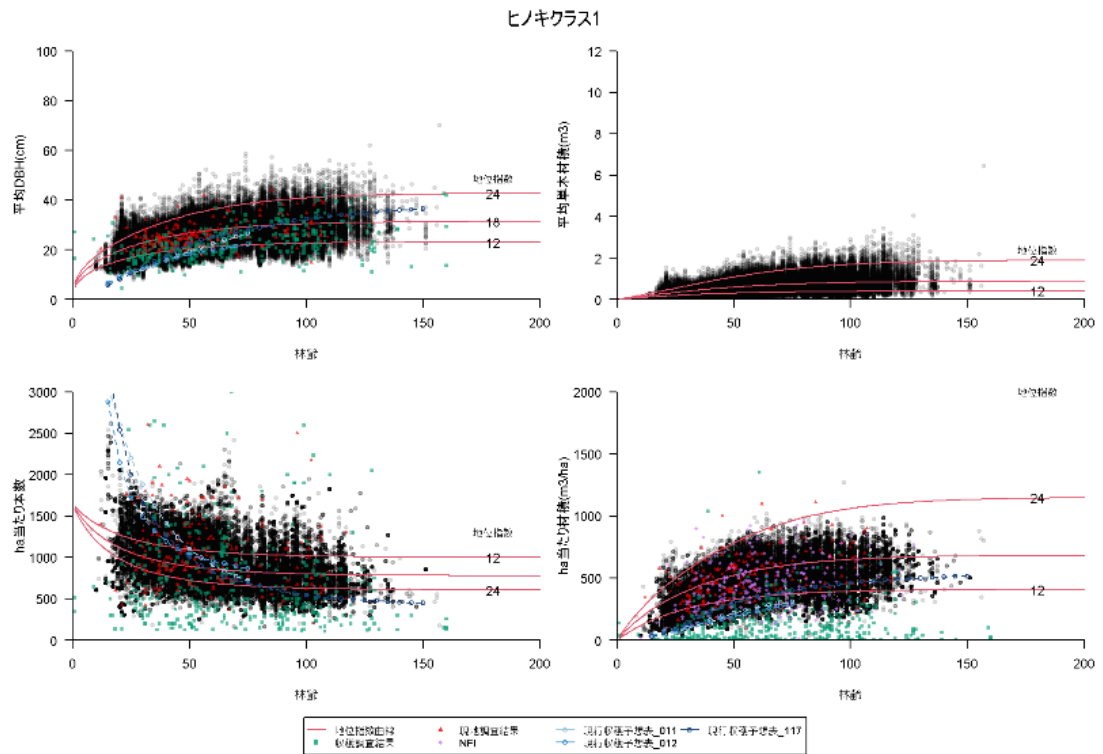 ヒノキクラス1
100
80
60
40
20
0
平均DBH(cm)
地位指数
24
18
12
0
50
100
150
200
林齢
12
10
8
6
4
2
0
平均単木材積(m3)
地位指数
24
12
0
50
100
150
200
林齢
3000
2500
2000
1500
1000
500
0
ha当たり本数
地位指数
12
24
0
50
100
150
200
林齢
2000
1500
1000
500
0
ha当たり材積(m3/ha)
地位指数
24
12
0
50
100
150
200
林齢
地位指数曲線
収穫調査結果
現地調査結果
NFI
現行収穫予想表_011
現行収穫予想表_012
現行収穫予想表_117